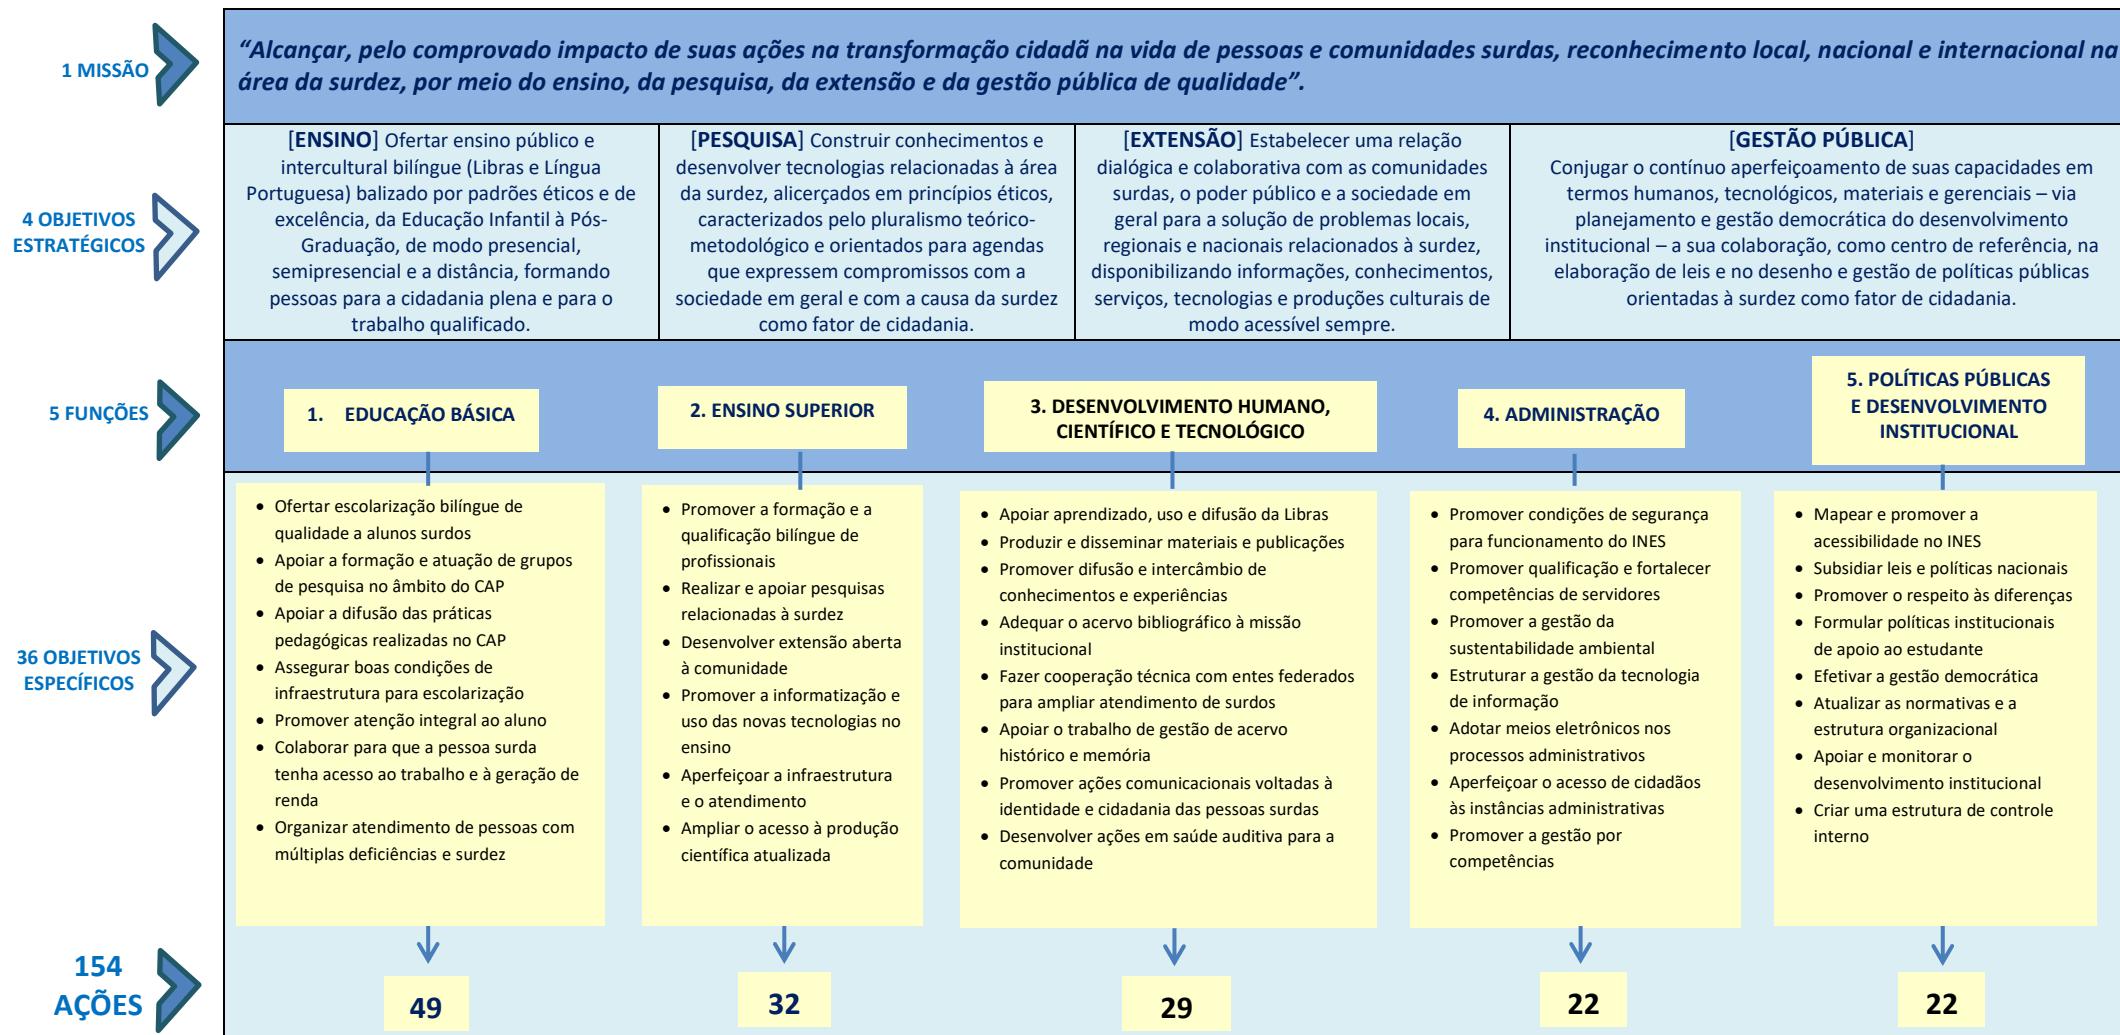 1 MISSÃO
“Alcançar, pelo comprovado impacto de suas ações na transformação cidadã na vida de pessoas e comunidades surdas, reconhecimento local, nacional e internacional na
área da surdez, por meio do ensino, da pesquisa, da extensão e da gestão pública de qualidade”.
4 OBJETIVOS
ESTRATÉGICOS
[ENSINO] Ofertar ensino público e
intercultural bilíngue (Libras e Língua
Portuguesa) balizado por padrões éticos e de
excelência, da Educação Infantil à Pós-
Graduação, de modo presencial,
semipresencial e a distância, formando
pessoas para a cidadania plena e para o
trabalho qualificado.
[PESQUISA] Construir conhecimentos e
desenvolver tecnologias relacionadas à área
da surdez, alicerçados em princípios éticos,
caracterizados pelo pluralismo teórico-
metodológico e orientados para agendas
que expressem compromissos com a
sociedade em geral e com a causa da surdez
como fator de cidadania.
[EXTENSÃO] Estabelecer uma relação
dialógica e colaborativa com as comunidades
surdas, o poder público e a sociedade em
geral para a solução de problemas locais,
regionais e nacionais relacionados à surdez,
disponibilizando informações, conhecimentos,
serviços, tecnologias e produções culturais de
modo acessível sempre.
[GESTÃO PÚBLICA]
Conjugar o contínuo aperfeiçoamento de suas capacidades em
termos humanos, tecnológicos, materiais e gerenciais – via
planejamento e gestão democrática do desenvolvimento
institucional – a sua colaboração, como centro de referência, na
elaboração de leis e no desenho e gestão de políticas públicas
orientadas à surdez como fator de cidadania.
5 FUNÇÕES
1. EDUCAÇÃO BÁSICA
2. ENSINO SUPERIOR
3. DESENVOLVIMENTO HUMANO,
CIENTÍFICO E TECNOLÓGICO
4. ADMINISTRAÇÃO
5. POLÍTICAS PÚBLICAS
E DESENVOLVIMENTO
INSTITUCIONAL
36 OBJETIVOS
ESPECÍFICOS
• Ofertar escolarização bilíngue de
qualidade a alunos surdos
• Apoiar a formação e atuação de grupos
de pesquisa no âmbito do CAP
• Apoiar a difusão das práticas
pedagógicas realizadas no CAP
• Assegurar boas condições de
infraestrutura para escolarização
• Promover atenção integral ao aluno
• Colaborar para que a pessoa surda
tenha acesso ao trabalho e à geração de
renda
• Organizar atendimento de pessoas com
múltiplas deficiências e surdez
• Promover a formação e a
qualificação bilíngue de
profissionais
• Realizar e apoiar pesquisas
relacionadas à surdez
• Desenvolver extensão aberta
à comunidade
• Promover a informatização e
uso das novas tecnologias no
ensino
• Aperfeiçoar a infraestrutura
e o atendimento
• Ampliar o acesso à produção
científica atualizada
• Apoiar aprendizado, uso e difusão da Libras
• Produzir e disseminar materiais e publicações
• Promover difusão e intercâmbio de
conhecimentos e experiências
• Adequar o acervo bibliográfico à missão
institucional
• Fazer cooperação técnica com entes federados
para ampliar atendimento de surdos
• Apoiar o trabalho de gestão de acervo
histórico e memória
• Promover ações comunicacionais voltadas à
identidade e cidadania das pessoas surdas
• Desenvolver ações em saúde auditiva para a
comunidade
• Promover condições de segurança
para funcionamento do INES
• Promover qualificação e fortalecer
competências de servidores
• Promover a gestão da
sustentabilidade ambiental
• Estruturar a gestão da tecnologia
de informação
• Adotar meios eletrônicos nos
processos administrativos
• Aperfeiçoar o acesso de cidadãos
às instâncias administrativas
• Promover a gestão por
competências
• Mapear e promover a
acessibilidade no INES
• Subsidiar leis e políticas nacionais
• Promover o respeito às diferenças
• Formular políticas institucionais
de apoio ao estudante
• Efetivar a gestão democrática
• Atualizar as normativas e a
estrutura organizacional
• Apoiar e monitorar o
desenvolvimento institucional
• Criar uma estrutura de controle
interno
154
AÇÕES
49
32
29
22
22